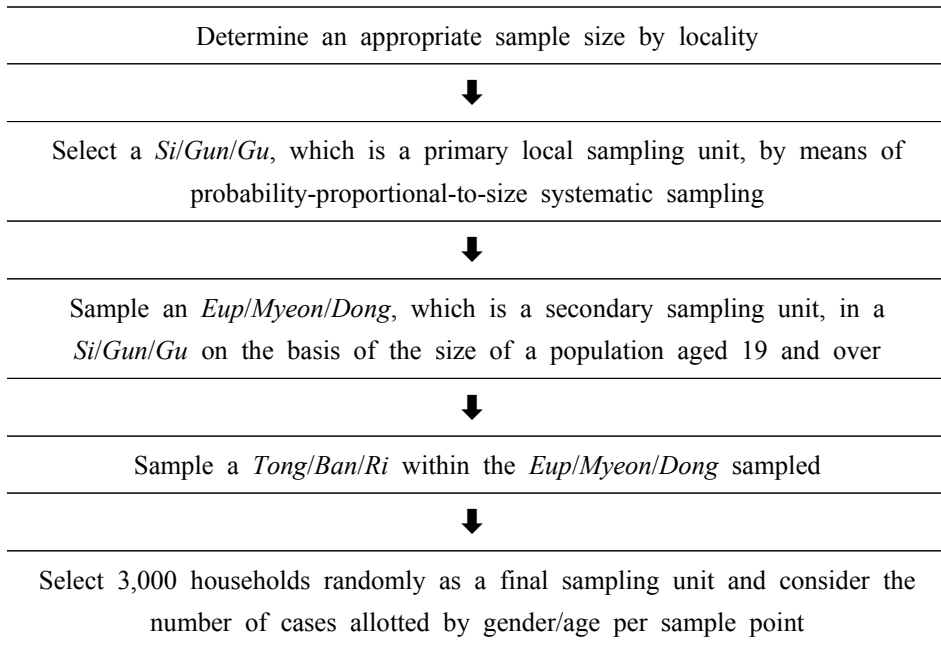 Determine an appropriate sample size by locality
Select a Si/Gun/Gu, which is a primary local sampling unit, by means of
probability-proportional-to-size systematic sampling
Sample an Eup/Myeon/Dong, which is a secondary sampling unit, in a
Si/Gun/Gu on the basis of the size of a population aged 19 and over
Sample a Tong/Ban/Ri within the Eup/Myeon/Dong sampled
Select 3,000 households randomly as a final sampling unit and consider the
number of cases allotted by gender/age per sample point